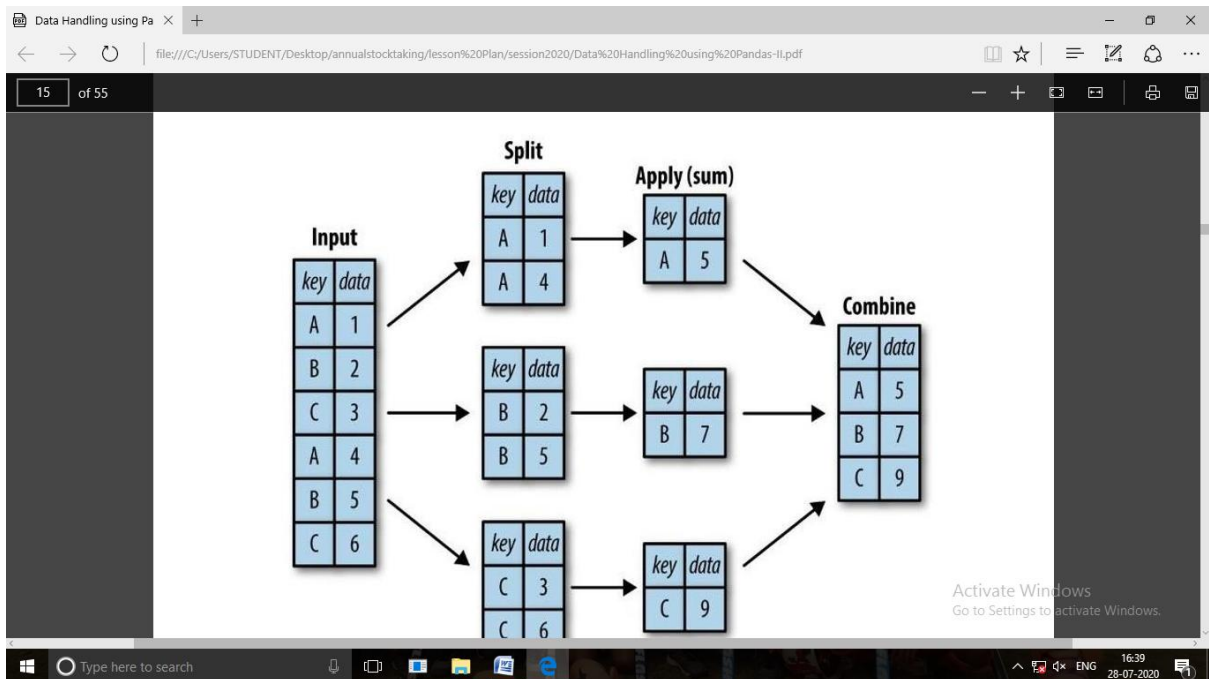 Data Handling using Pa
file:///C:/Users/STUDENT/Desktop/annualstocktaking/lesson%20Plan/session2020/Data%20Handling%20using%20Pandas-II.pdf
15 of 55
Input
key data
A 1
B 2
C 3
A 4
B 5
C 6
Split
key data
A 1
A 4
key data
B 2
B 5
key data
C 3
C 6
Apply (sum)
key data
A 5
key data
B 7
key data
C 9
Combine
key data
A 5
B 7
C 9
Activate Windows
Go to Settings to activate Windows.
Type here to search
ENG
16:39
28-07-2020